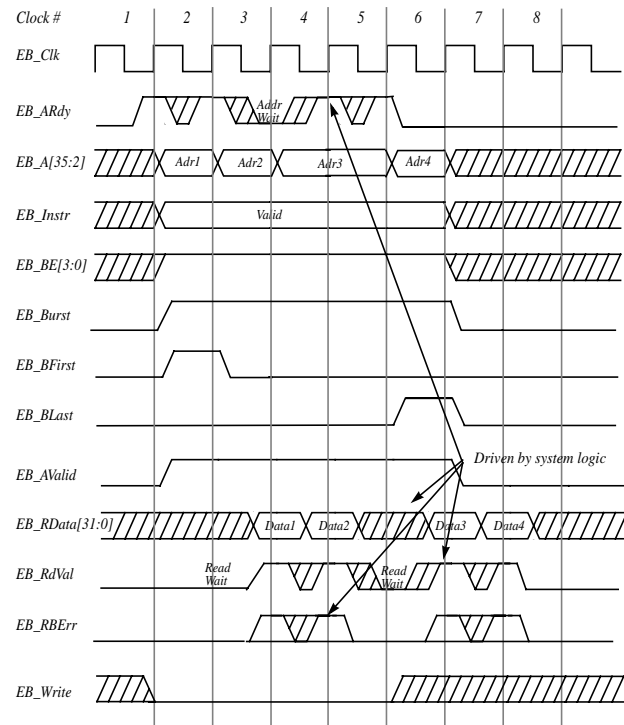 Clock # 1 2 3 4 5 6 7 8
EB_Clk
EB_ARdy Addr
Wait
EB_A[35:2] Adr1 Adr2 Adr3 Adr4
EB_Instr Valid
EB_BE[3:0]
EB_Burst
EB_BFirst
EB_BLast
EB_AValid Driven by system logic
EB_RData[31:0] Data1 Data2 Data3 Data4
EB_RdVal Read Read
Wait Wait
EB_RBErr
EB_Write